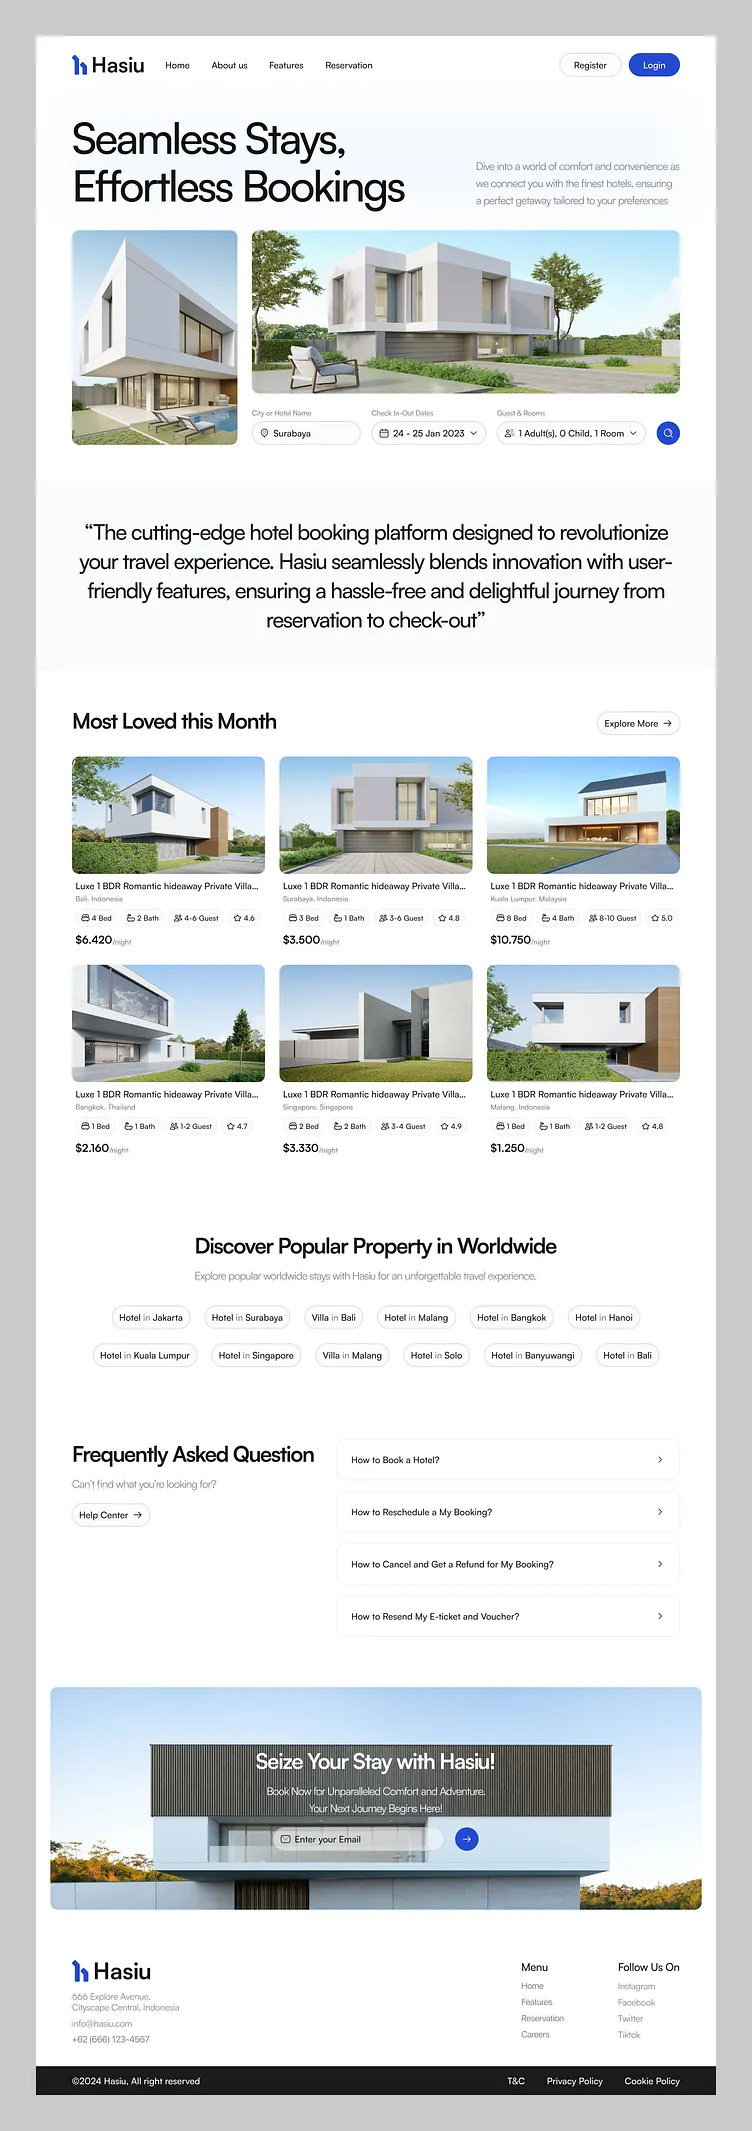 Hasiu
Home
About us
Features
Reservation
Register
Login
Seamless Stays,
Effortless Bookings
Dive into a world of comfort and convenience as
we connect you with the finest hotels, ensuring
a perfect getaway tailored to your preferences
City or Hotel Name
Check In-Out Dates
Guest & Rooms
Surabaya
24 - 25 Jan 2023
1 Adult(s), 0 Child, 1 Room
“The cutting-edge hotel booking platform designed to revolutionize
your travel experience. Hasiu seamlessly blends innovation with user-
friendly features, ensuring a hassle-free and delightful journey from
reservation to check-out”
Most Loved this Month
Explore More
Luxe 1 BDR Romantic hideaway Private Villa...
Bali, Indonesia
4 Bed
2 Bath
4-6 Guest
4.6
$6.420/night
Luxe 1 BDR Romantic hideaway Private Villa...
Surabaya, Indonesia
3 Bed
1 Bath
3-6 Guest
4.8
$3.500/night
Luxe 1 BDR Romantic hideaway Private Villa...
Kuala Lumpur, Malaysia
8 Bed
4 Bath
8-10 Guest
5.0
$10.750/night
Luxe 1 BDR Romantic hideaway Private Villa...
Bangkok, Thailand
1 Bed
1 Bath
1-2 Guest
4.7
$2.160/night
Luxe 1 BDR Romantic hideaway Private Villa...
Singapore, Singapore
2 Bed
2 Bath
3-4 Guest
4.9
$3.330/night
Luxe 1 BDR Romantic hideaway Private Villa...
Malang, Indonesia
1 Bed
1 Bath
1-2 Guest
4.8
$1.250/night
Discover Popular Property in Worldwide
Explore popular worldwide stays with Hasiu for an unforgettable travel experience.
Hotel in Jakarta
Hotel in Surabaya
Villa in Bali
Hotel in Malang
Hotel in Bangkok
Hotel in Hanoi
Hotel in Kuala Lumpur
Hotel in Singapore
Villa in Malang
Hotel in Solo
Hotel in Banyuwangi
Hotel in Bali
Frequently Asked Question
Can't find what you're looking for?
Help Center
How to Book a Hotel?
How to Reschedule a My Booking?
How to Cancel and Get a Refund for My Booking?
How to Resend My E-ticket and Voucher?
Seize Your Stay with Hasiu!
Book Now for Unparalleled Comfort and Adventure.
Your Next Journey Begins Here!
Enter your Email
Hasiu
666 Explore Avenue,
Cityscape Central, Indonesia
info@hasiu.com
+62 (666) 123-4567
Menu
Home
Features
Reservation
Careers
Follow Us On
Instagram
Facebook
Twitter
Tiktok
©2024 Hasiu, All right reserved
T&C
Privacy Policy
Cookie Policy